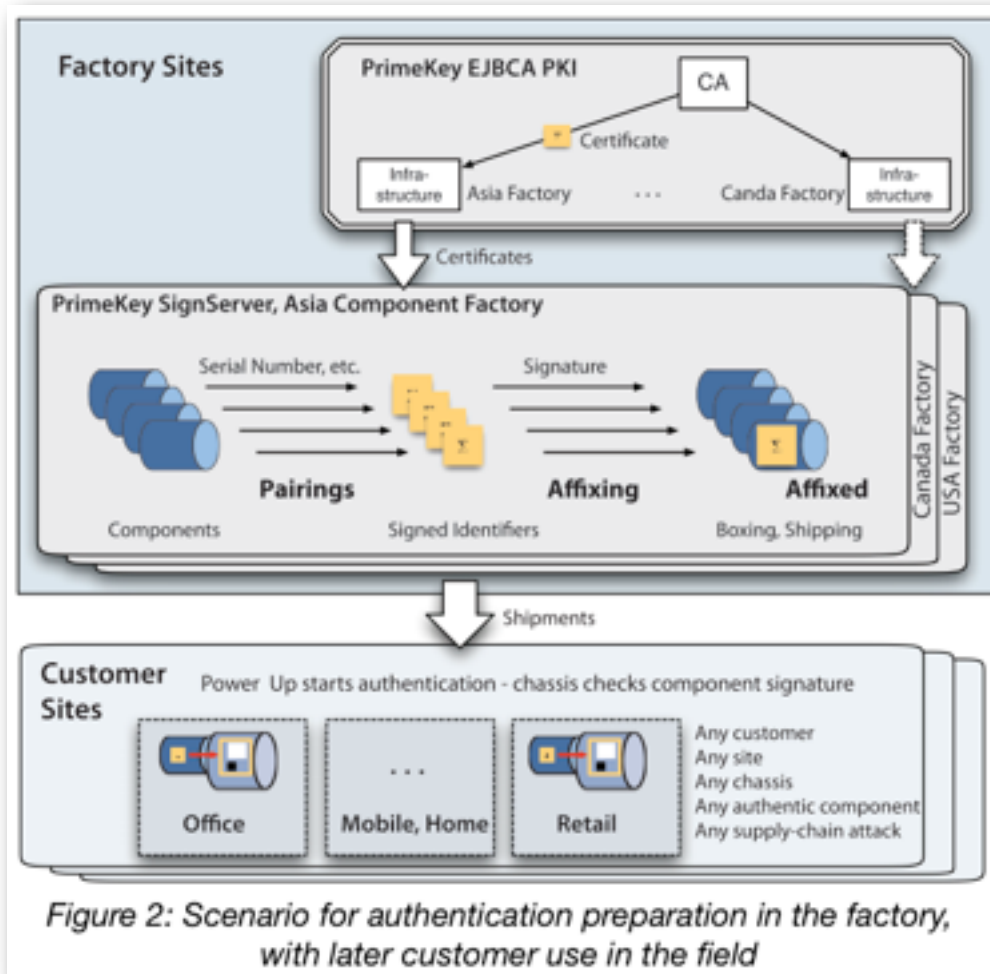 Factory Sites
PrimeKey EJBCA PKI
CA
Certificate
Infra-
structure
Asia Factory
...
Canda Factory
Infra-
structure
Certificates
PrimeKey SignServer, Asia Component Factory
Serial Number, etc.
Signature
Pairings
Affixing
Affixed
Components
Signed Identifiers
Boxing, Shipping
Canada Factory
USA Factory
Shipments
Customer
Sites
Power Up starts authentication - chassis checks component signature
Office
...
Mobile, Home
Retail
Any customer
Any site
Any chassis
Any authentic component
Any supply-chain attack
Figure 2: Scenario for authentication preparation in the factory,
with later customer use in the field